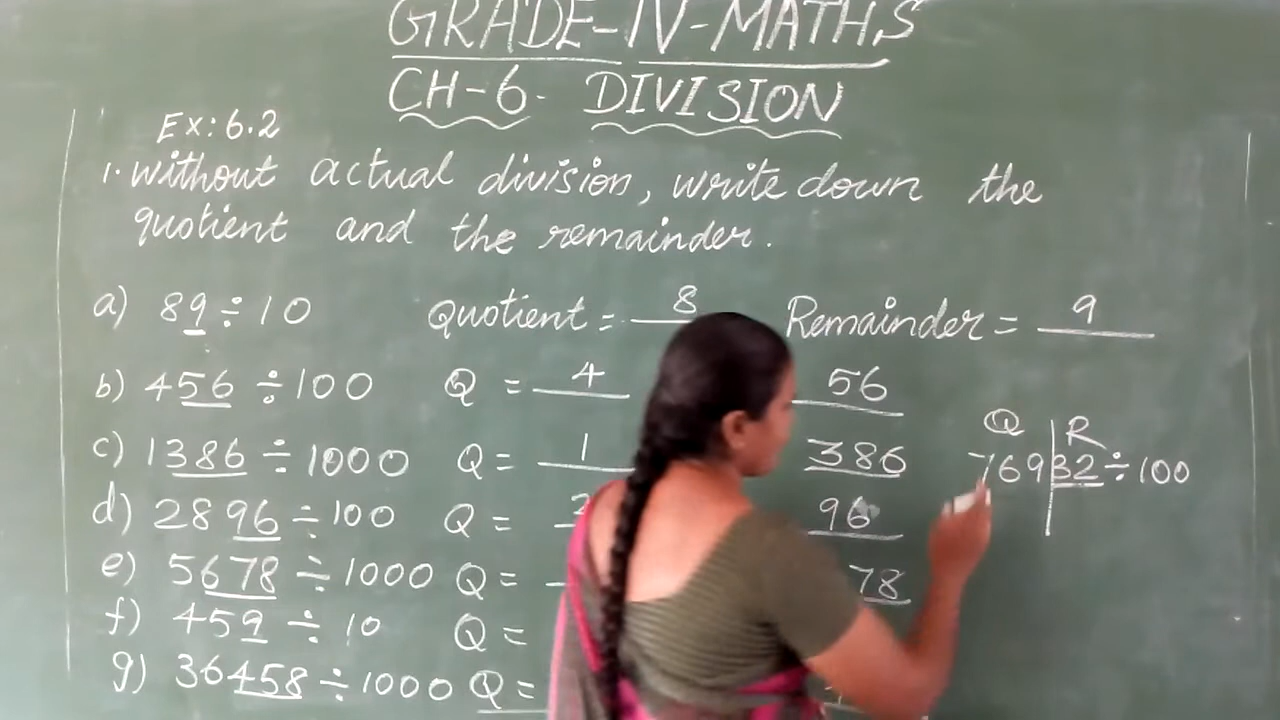 GRADE-IV-MATHS
CH-6. DIVISION
Ex: 6.2
1. without actual division, write down the
quotient and the remainder.
a) 89 ÷ 10 Quotient = 8 Remainder = 9
b) 456 ÷ 100 Q = 4 56
c) 1386 ÷ 1000 Q = 1 386
d) 2896 ÷ 100 Q = 96
e) 5678 ÷ 1000 Q = 78
f) 459 ÷ 10 Q =
g) 36458 ÷ 1000 Q =
Q R
76932 ÷ 100